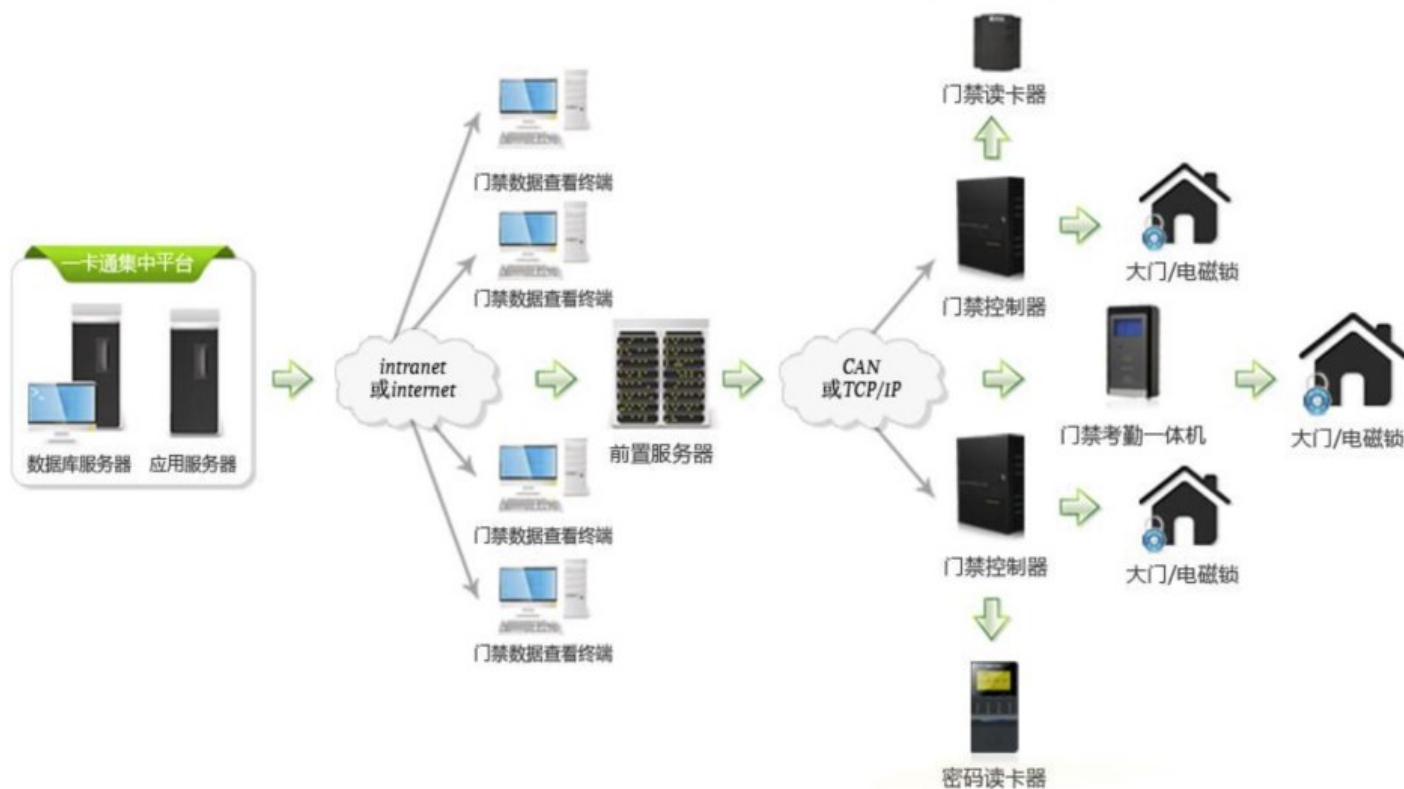 门禁读卡器
门禁数据查看终端
一卡通集中平台
门禁数据查看终端
大门/电磁锁
门禁控制器
intranet
或internet
CAN
或TCP/IP
数据库服务器
应用服务器
前置服务器
门禁考勤一体机
大门/电磁锁
门禁数据查看终端
门禁控制器
大门/电磁锁
门禁数据查看终端
密码读卡器